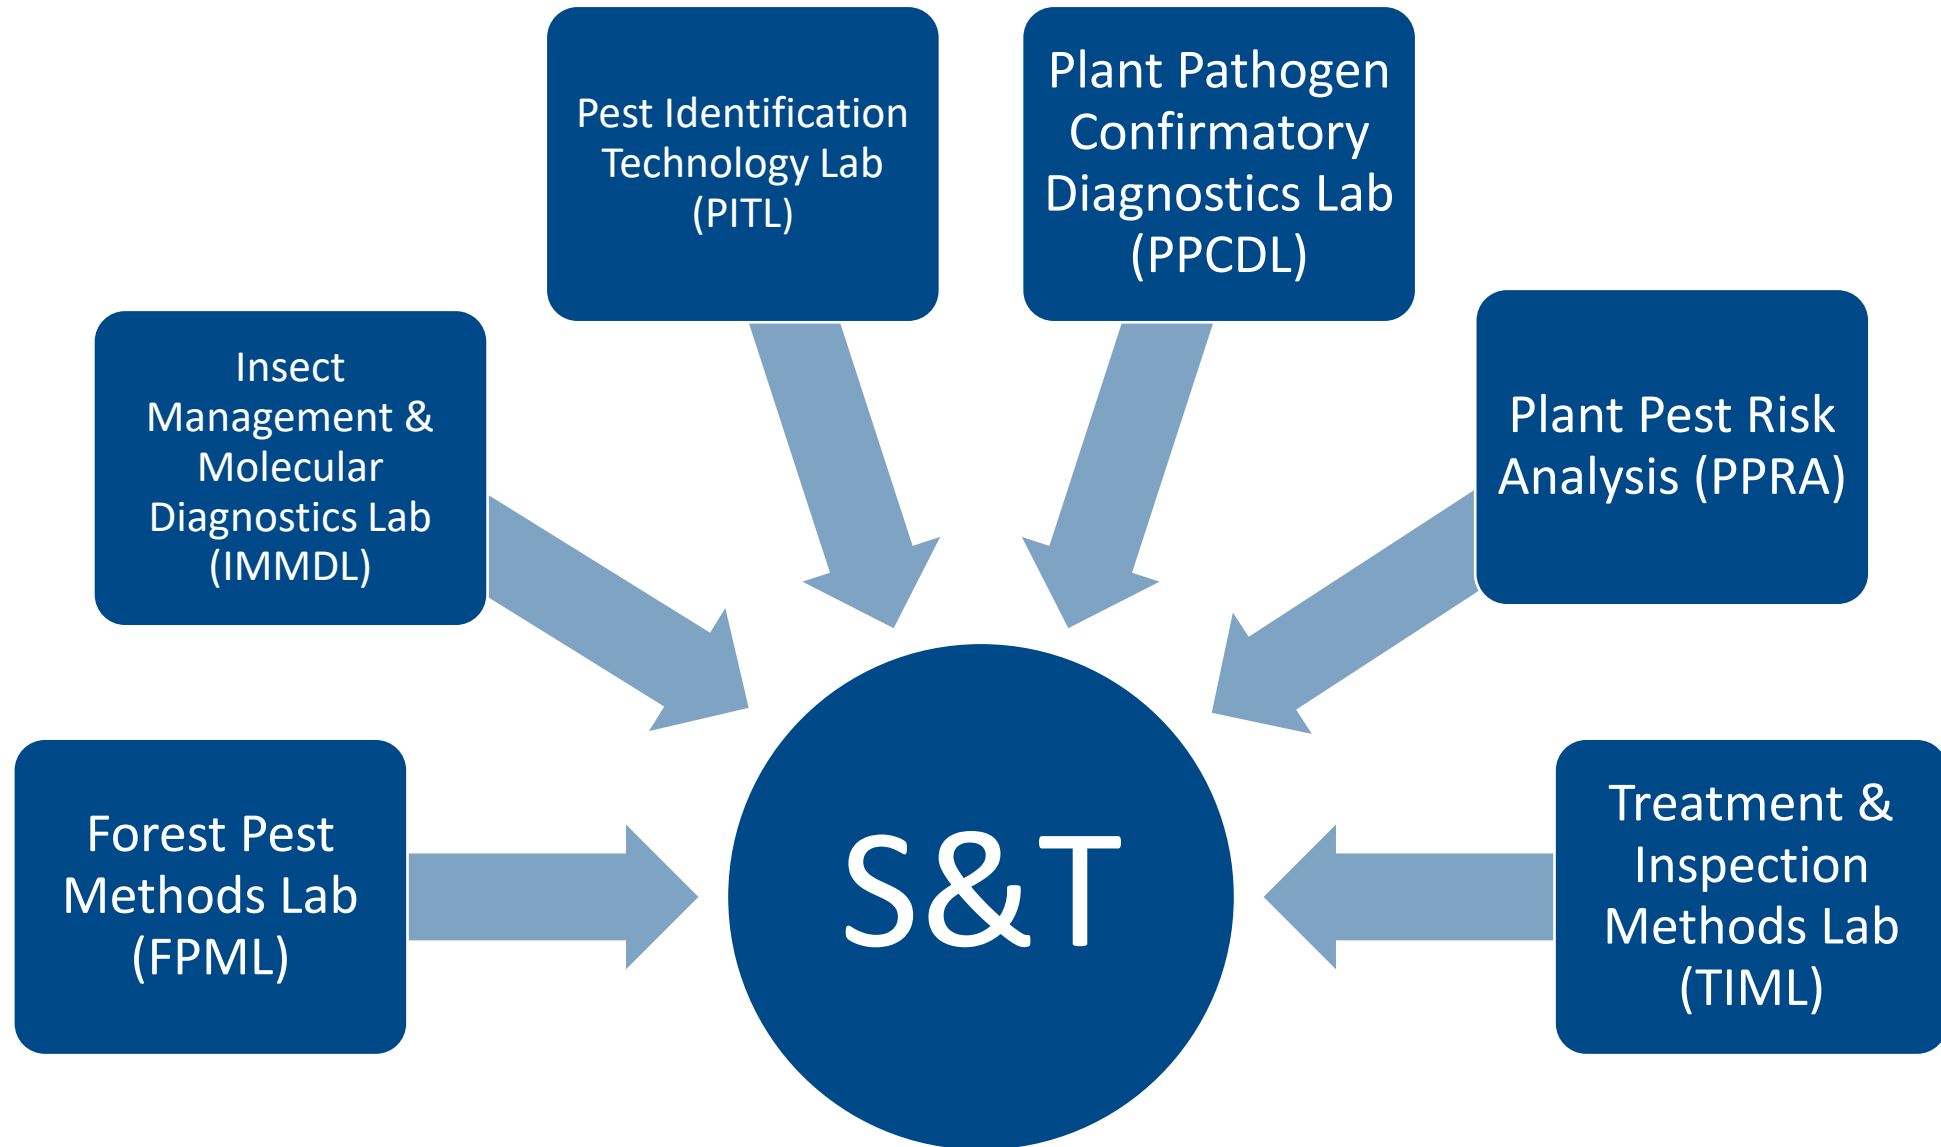 Pest Identification
Technology Lab
(PITL)
Plant Pathogen
Confirmatory
Diagnostics Lab
(PPCDL)
Insect
Management &
Molecular
Diagnostics Lab
(IMMDL)
Plant Pest Risk
Analysis (PPRA)
Forest Pest
Methods Lab
(FPML)
S&T
Treatment &
Inspection
Methods Lab
(TIML)